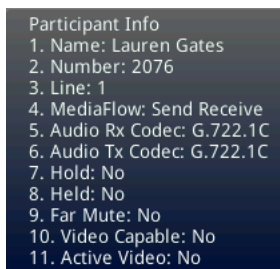 Participant Info
1. Name: Lauren Gates
2. Number: 2076
3. Line: 1
4. MediaFlow: Send Receive
5. Audio Rx Codec: G.722.1C
6. Audio Tx Codec: G.722.1C
7. Hold: No
8. Held: No
9. Far Mute: No
10. Video Capable: No
11. Active Video: No